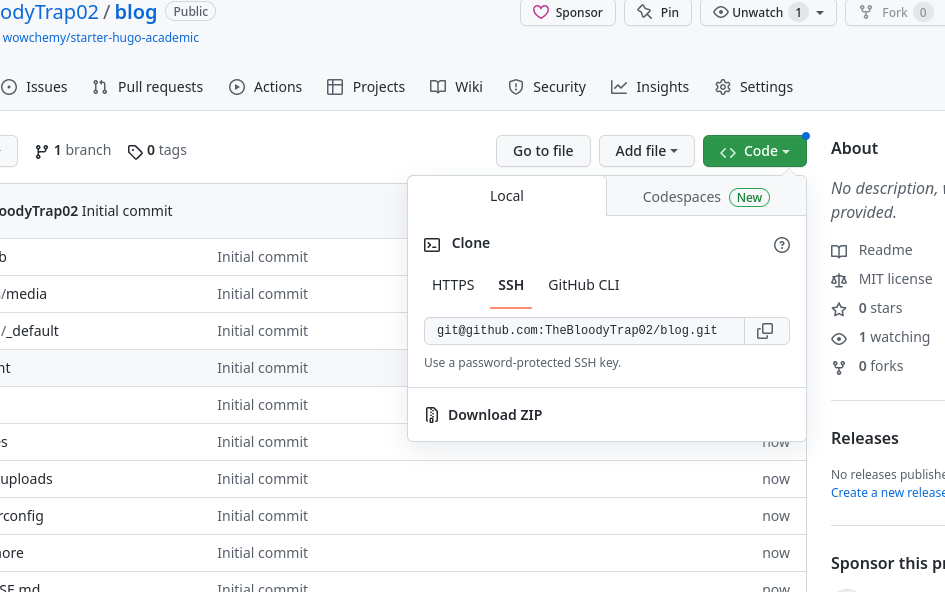 odyTrap02 / blog Public Sponsor Pin Unwatch 1 Fork 0
wowchemy/starter-hugo-academic
Issues Pull requests Actions Projects Wiki Security Insights Settings
1 branch 0 tags Go to file Add file Code
oodyTrap02 Initial commit
b Initial commit
/media Initial commit
/_default Initial commit
nt Initial commit
Initial commit
es Initial commit now
uploads Initial commit now
rconfig Initial commit now
nore Initial commit now
SE.md Initial commit now
Local Codespaces New
Clone
HTTPS SSH GitHub CLI
git@github.com:TheBloodyTrap02/blog.git
Use a password-protected SSH key.
Download ZIP
About
No description,
provided.
Readme
MIT license
0 stars
1 watching
0 forks
Releases
No releases publishe
Create a new release
Sponsor this pr